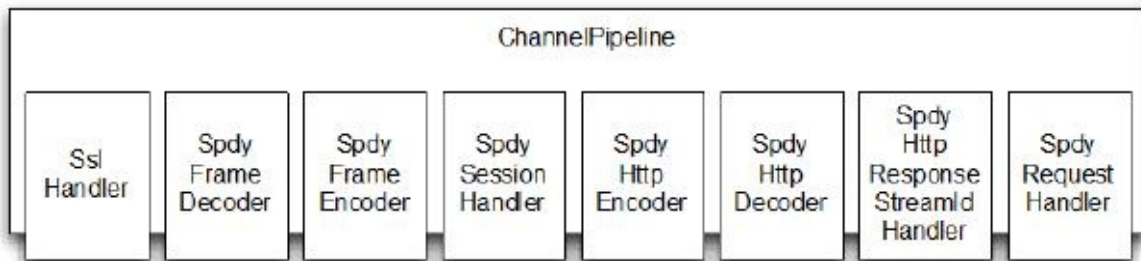 ChannelPipeline
Ssl
Handler
Spdy
Frame
Decoder
Spdy
Frame
Encoder
Spdy
Session
Handler
Spdy
Http
Encoder
Spdy
Http
Decoder
Spdy
Http
Response
StreamId
Handler
Spdy
Request
Handler